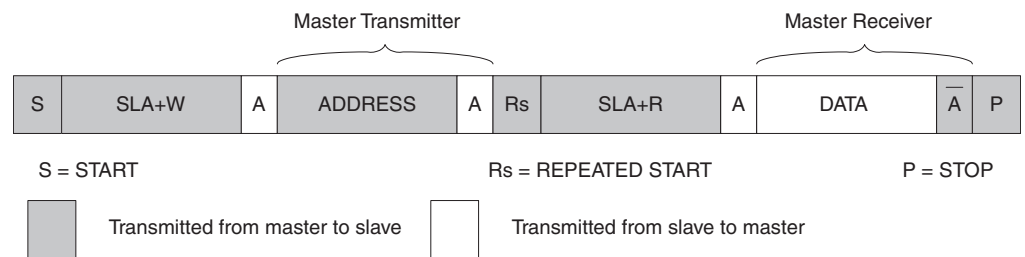 Master Transmitter Master Receiver
S SLA+W A ADDRESS A Rs SLA+R A DATA A̅ P
S = START Rs = REPEATED START P = STOP
Transmitted from master to slave Transmitted from slave to master